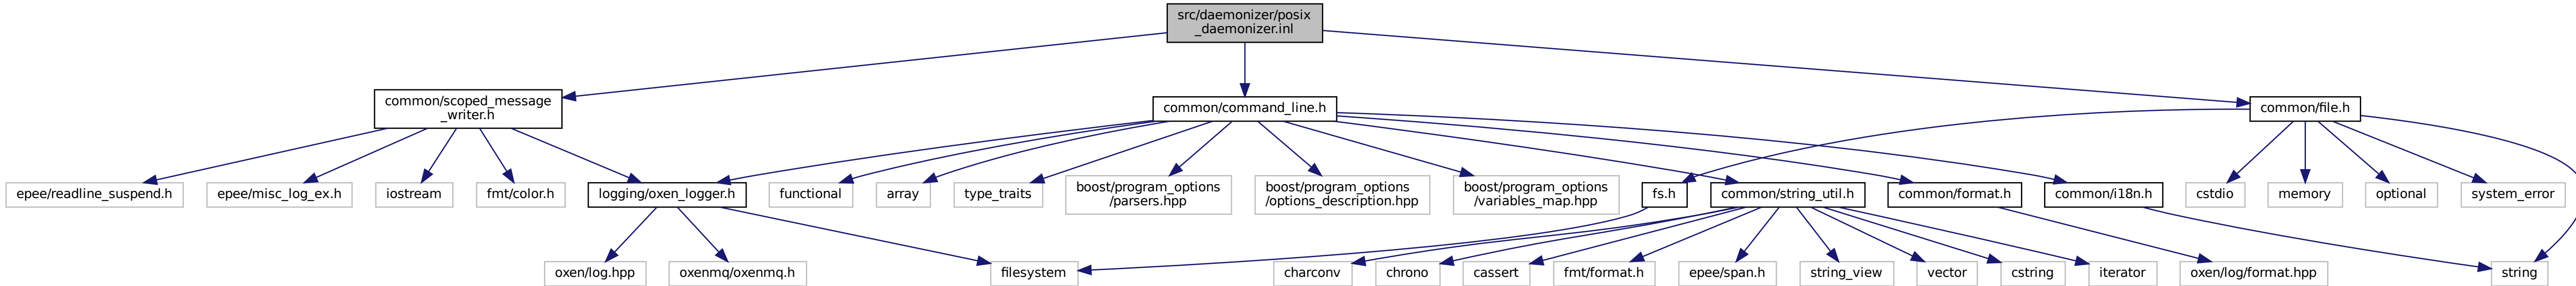 src/daemonizer/posix
_daemonizer.inl
common/scoped_message
_writer.h
common/command_line.h
common/file.h
epee/readline_suspend.h
epee/misc_log_ex.h
iostream
fmt/color.h
logging/oxen_logger.h
functional
array
type_traits
boost/program_options
/parsers.hpp
boost/program_options
/options_description.hpp
boost/program_options
/variables_map.hpp
fs.h
common/string_util.h
common/format.h
common/i18n.h
cstdio
memory
optional
system_error
oxen/log.hpp
oxenmq/oxenmq.h
filesystem
charconv
chrono
cassert
fmt/format.h
epee/span.h
string_view
vector
cstring
iterator
oxen/log/format.hpp
string